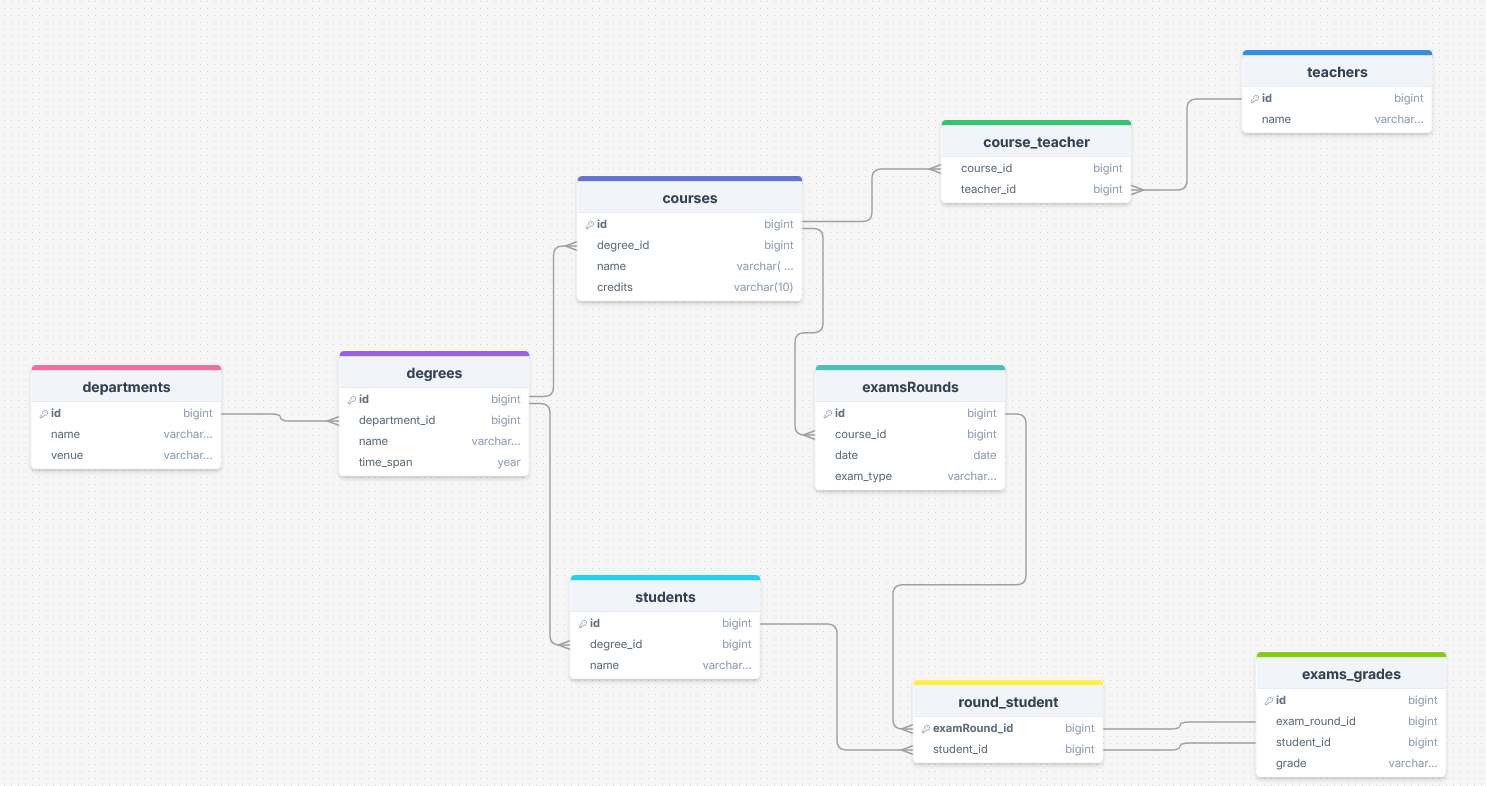 teachers
id bigint
name varchar...
course_teacher
course_id bigint
teacher_id bigint
courses
id bigint
degree_id bigint
name varchar( ...
credits varchar(10)
departments
id bigint
name varchar...
venue varchar...
degrees
id bigint
department_id bigint
name varchar...
time_span year
examsRounds
id bigint
course_id bigint
date date
exam_type varchar...
students
id bigint
degree_id bigint
name varchar...
round_student
examRound_id bigint
student_id bigint
exams_grades
id bigint
exam_round_id bigint
student_id bigint
grade varchar...